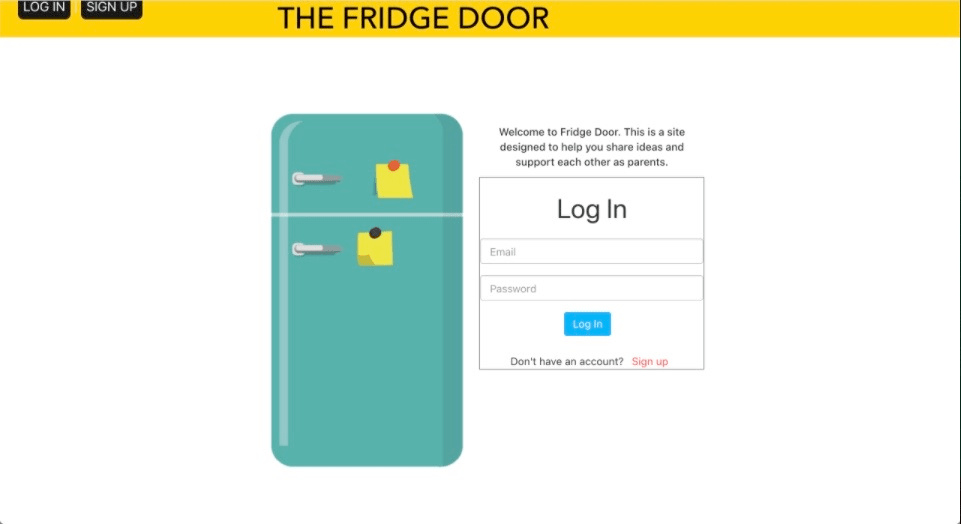 LOG IN SIGN UP THE FRIDGE DOOR
Welcome to Fridge Door. This is a site
designed to help you share ideas and
support each other as parents.
Log In
Email
Password
Log In
Don't have an account? Sign up